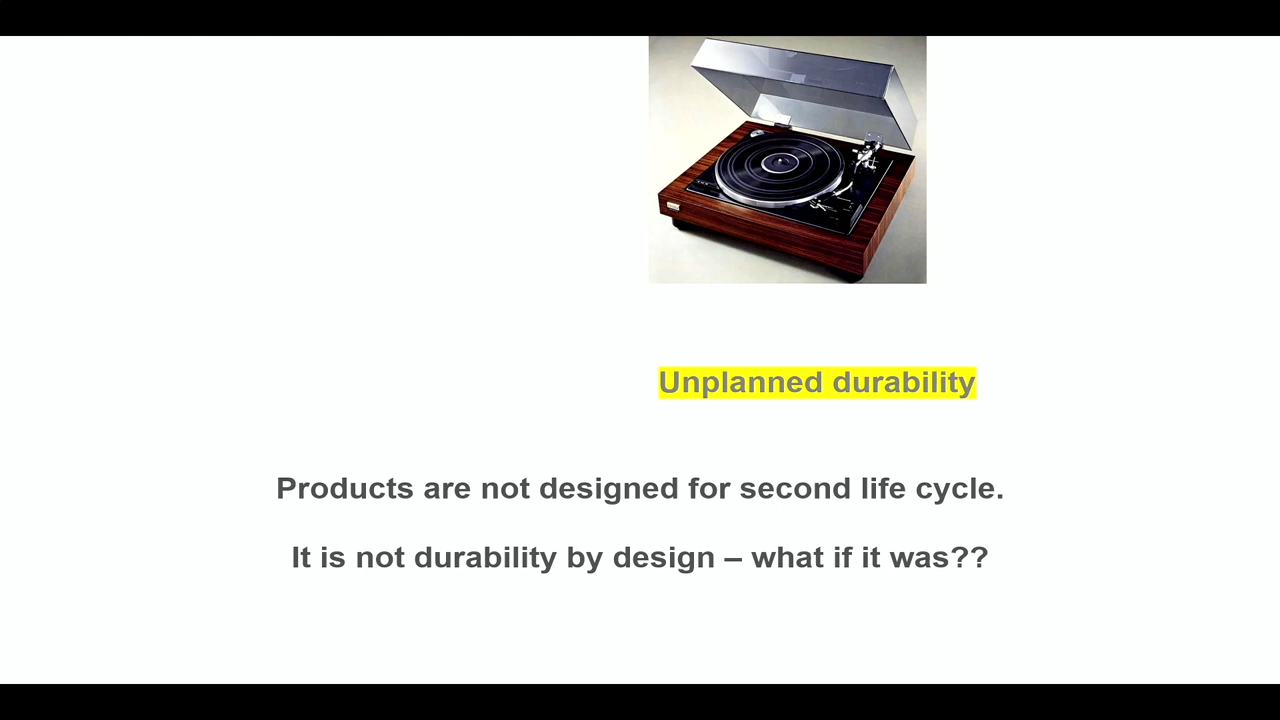 Unplanned durability
Products are not designed for second life cycle.
It is not durability by design – what if it was??